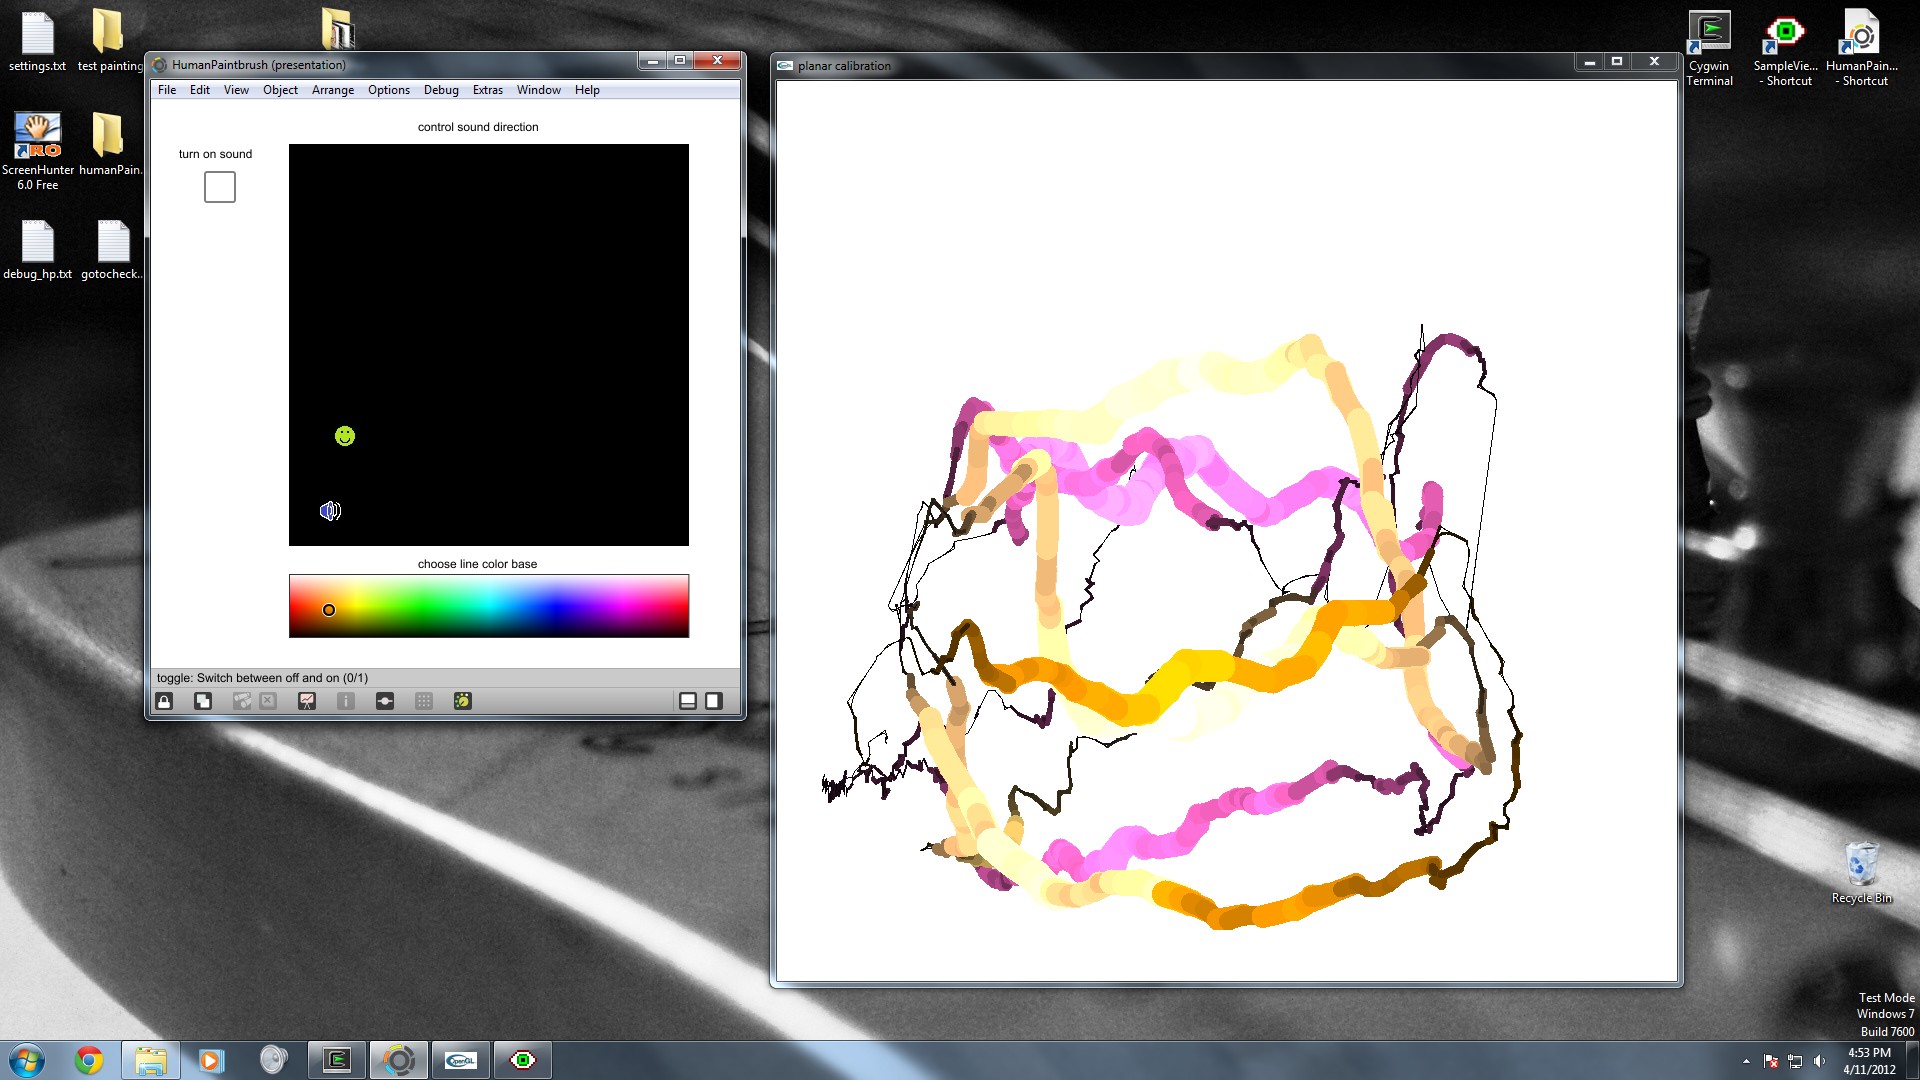 settings.txt
test painting
ScreenHunter
6.0 Free
humanPain.
debug_hp.txt
gotocheck..
HumanPaintbrush (presentation)
File Edit View Object Arrange Options Debug Extras Window Help
control sound direction
turn on sound
choose line color base
toggle: Switch between off and on (0/1)
planar calibration
Cygwin
Terminal
SampleVie...
- Shortcut
HumanPain...
- Shortcut
Recycle Bin
Test Mode
Windows 7
Build 7600
OpenGL
4:53 PM
4/11/2012